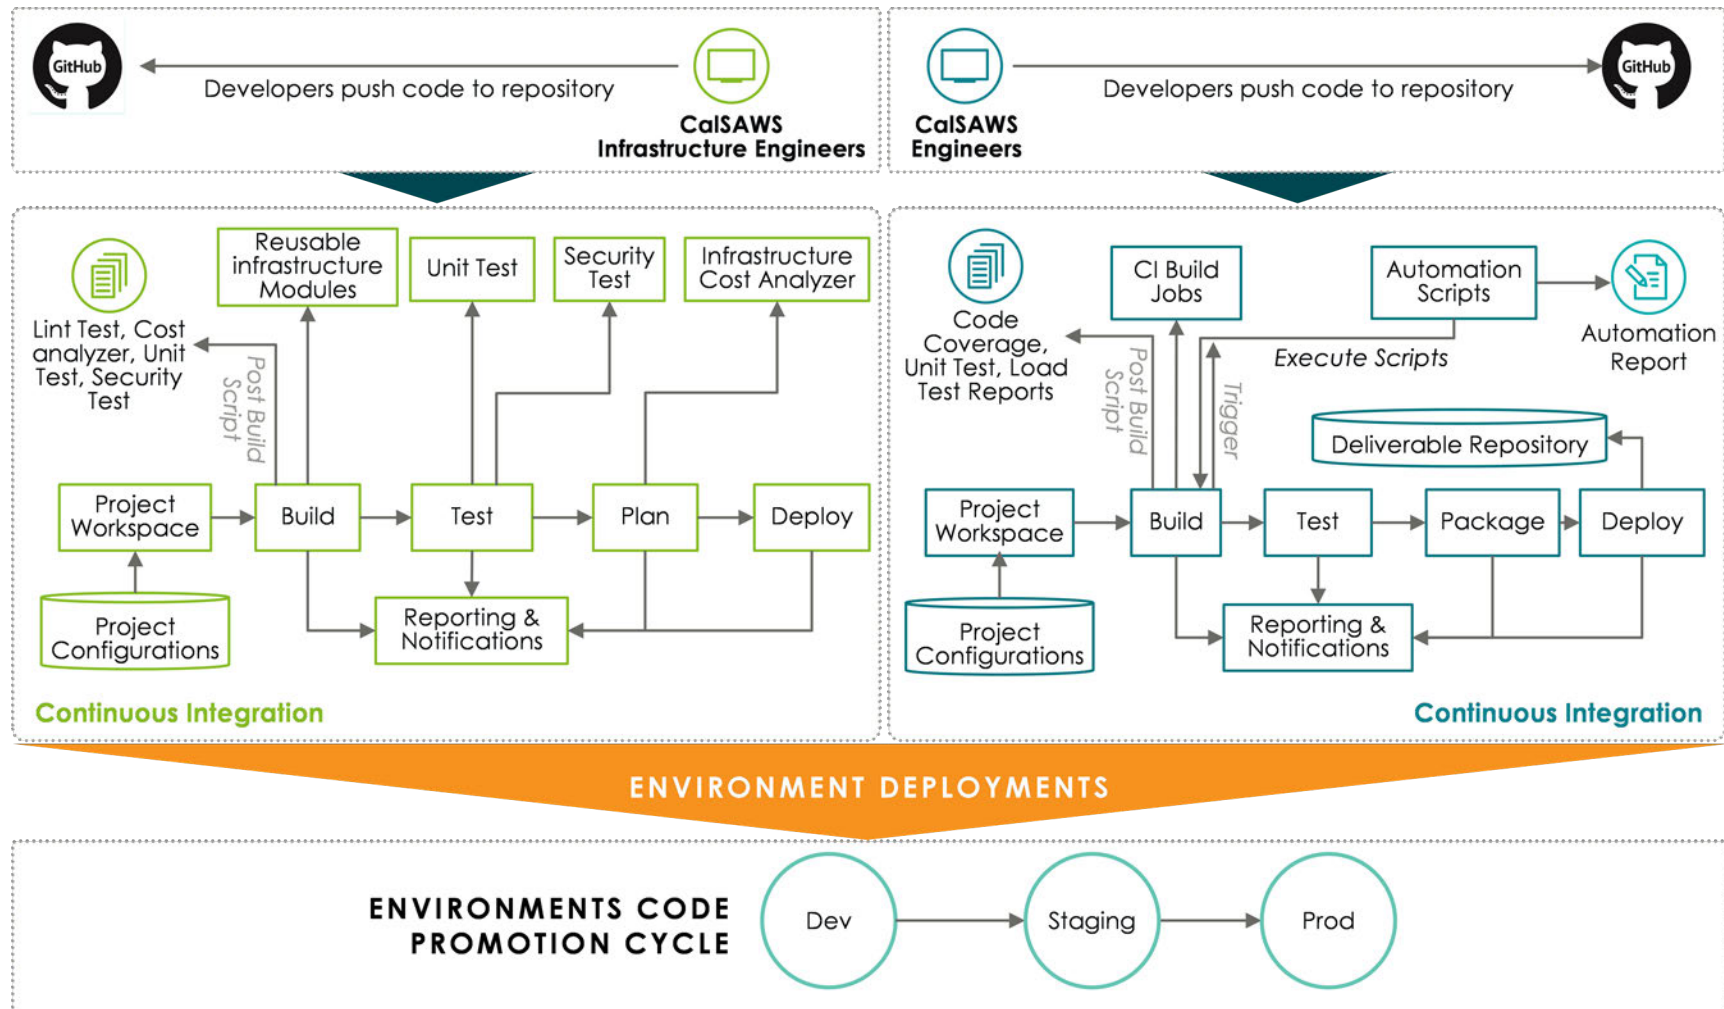 GitHub
Developers push code to repository
CalSAWS
Infrastructure Engineers
CalSAWS
Engineers
Developers push code to repository
GitHub
Reusable
infrastructure
Modules
Unit Test
Security
Test
Infrastructure
Cost Analyzer
Lint Test, Cost
analyzer, Unit
Test, Security
Test
Post Build
Script
Project
Workspace
Build
Test
Plan
Deploy
Project
Configurations
Reporting &
Notifications
Continuous Integration
CI Build
Jobs
Automation
Scripts
Automation
Report
Code
Coverage,
Unit Test, Load
Test Reports
Post Build
Script
Trigger
Execute Scripts
Deliverable Repository
Project
Workspace
Build
Test
Package
Deploy
Project
Configurations
Reporting &
Notifications
Continuous Integration
ENVIRONMENT DEPLOYMENTS
ENVIRONMENTS CODE
PROMOTION CYCLE
Dev
Staging
Prod